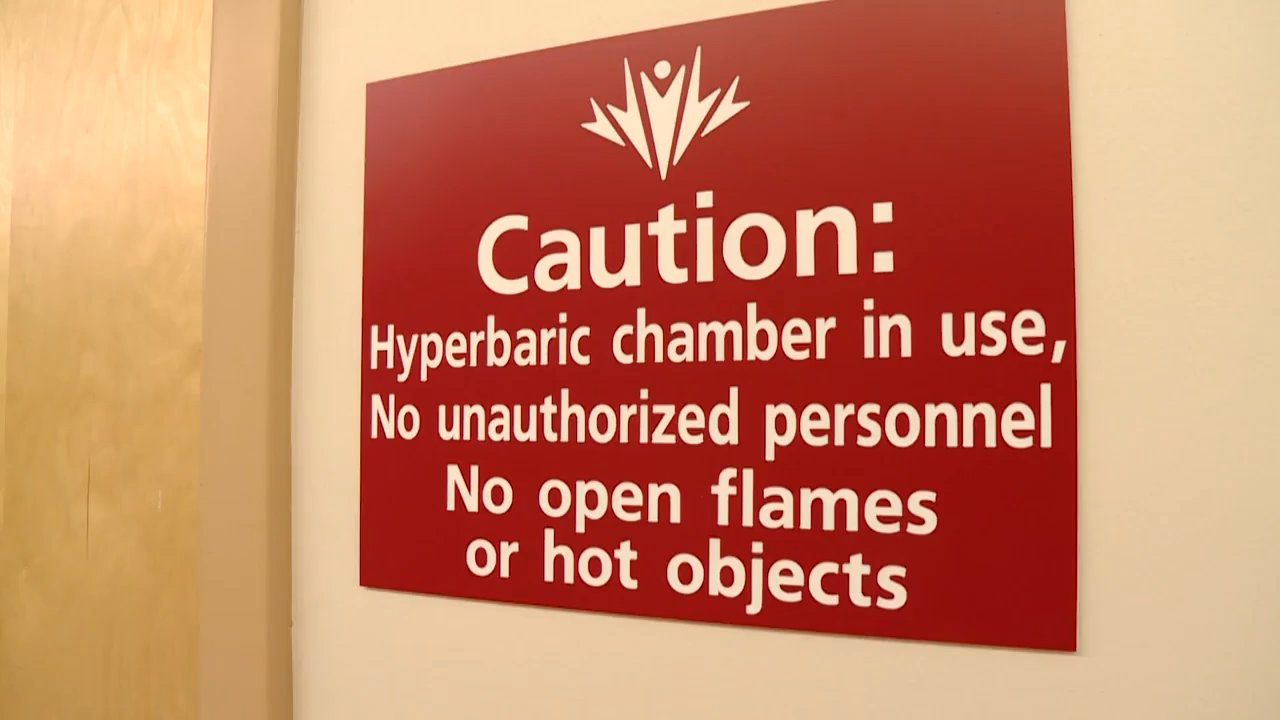 Caution:
Hyperbaric chamber in use,
No unauthorized personnel
No open flames
or hot objects